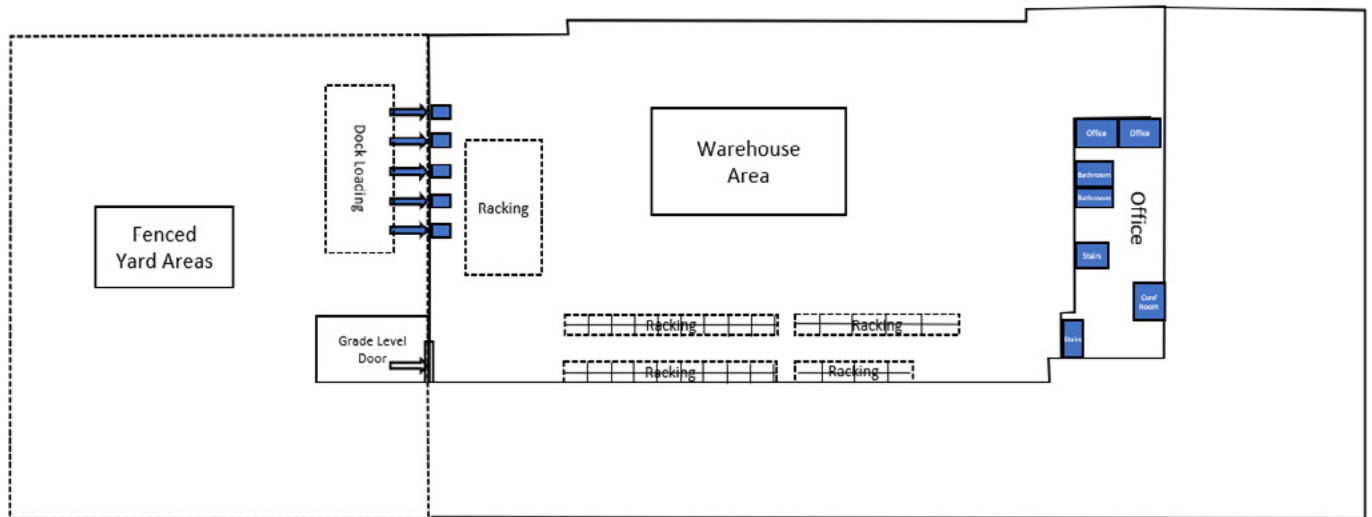 Fenced
Yard Areas
Dock Loading
Grade Level
Door
Racking
Warehouse
Area
Racking
Racking
Racking
Racking
Office
Office
Bathroom
Bathroom
Office
Stairs
Conf
Room
Stairs